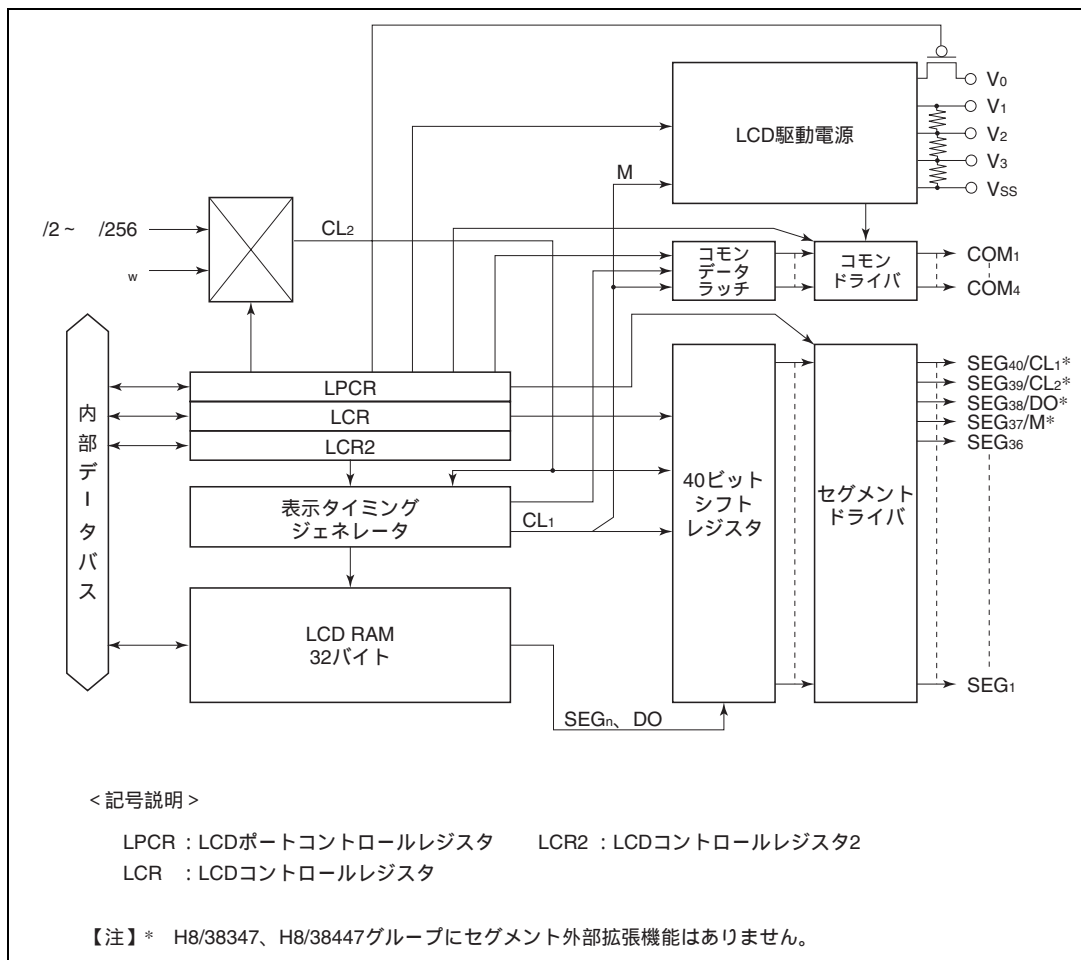 V0
V1
V2
V3
VSS
LCD駆動電源
M
/2 ~ /256
w
CL2
コモン
データ
ラッチ
コモン
ドライバ
COM1
COM4
内部データバス
LPCR
LCR
LCR2
表示タイミング
ジェネレータ
CL1
LCD RAM
32バイト
SEGn、DO
40ビット
シフト
レジスタ
セグメント
ドライバ
SEG40/CL1*
SEG39/CL2*
SEG38/DO*
SEG37/M*
SEG36
SEG1
<記号説明>
LPCR : LCDポートコントロールレジスタ LCR2 : LCDコントロールレジスタ2
LCR : LCDコントロールレジスタ
【注】* H8/38347、H8/38447グループにセグメント外部拡張機能はありません。